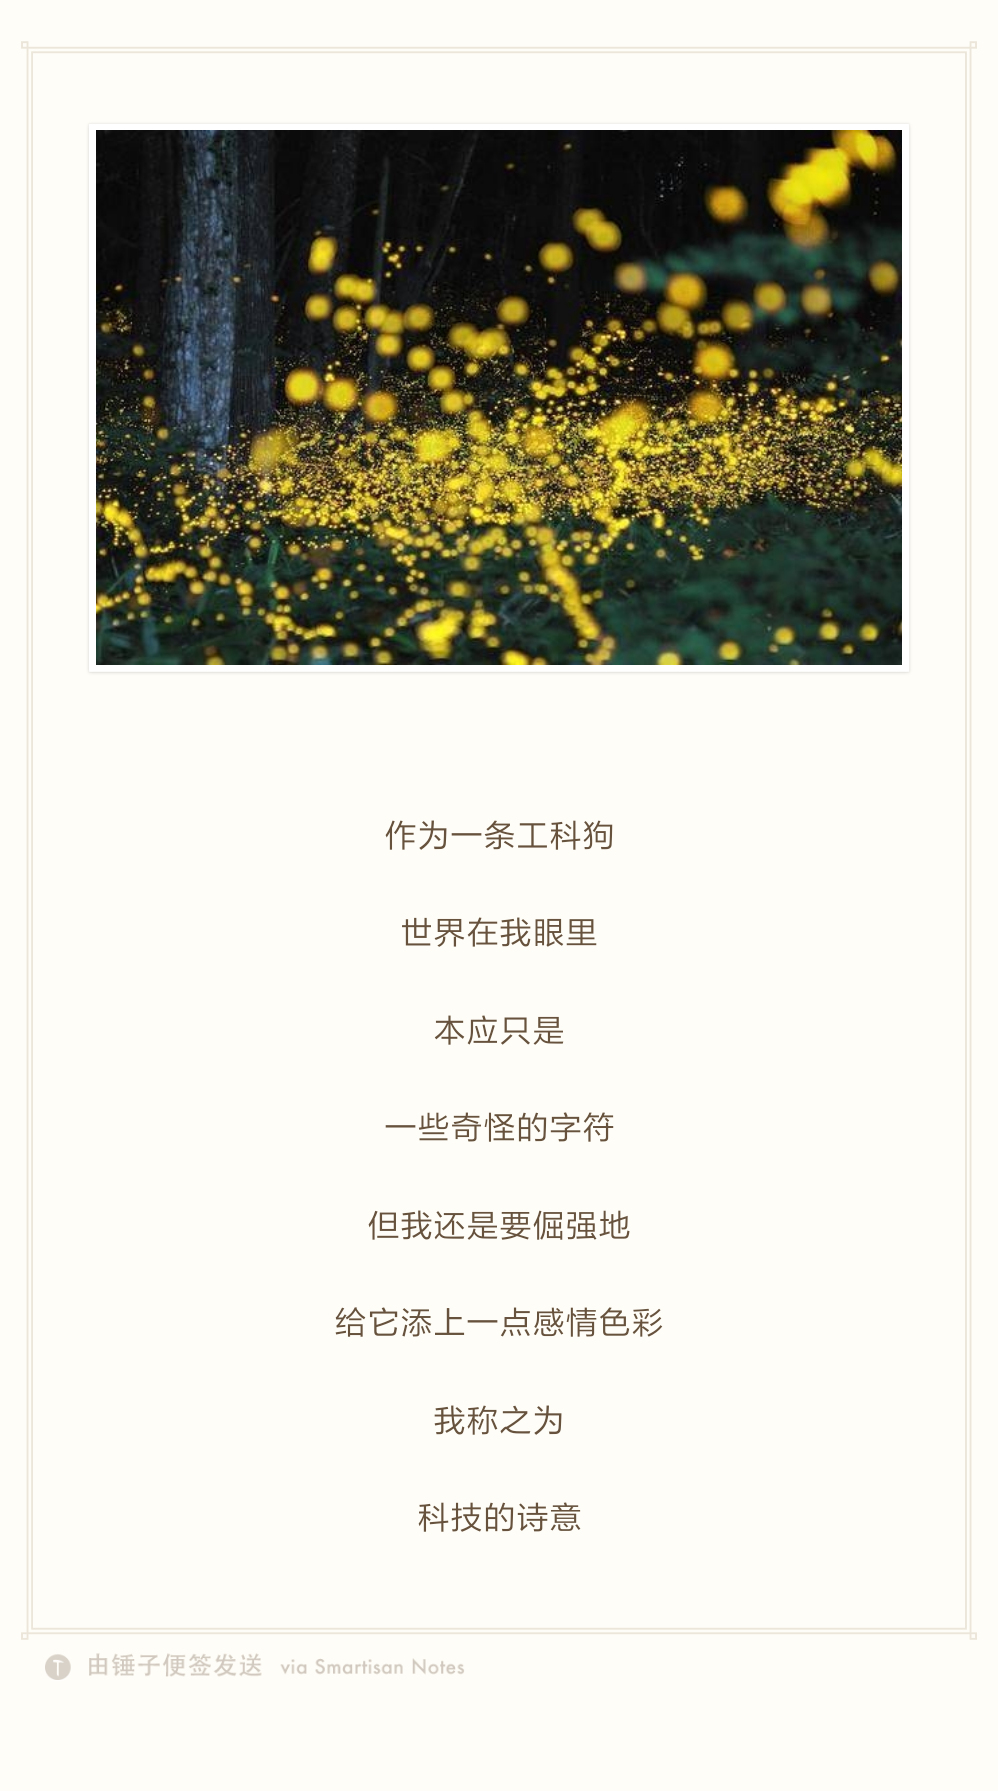 作为一条工科狗
世界在我眼里
本应只是
一些奇怪的字符
但我还是要倔强地
给它添上一点感情色彩
我称之为
科技的诗意
由锤子便签发送 via Smartisan Notes